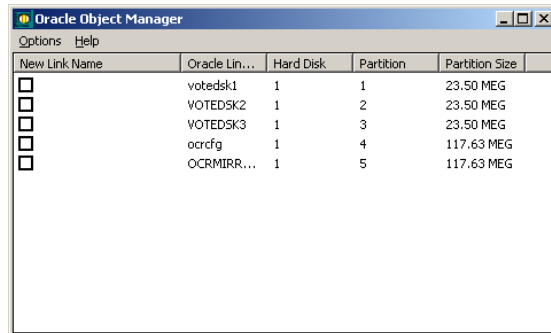 Oracle Object Manager
Options Help
New Link Name Oracle Lin... Hard Disk Partition Partition Size
votedsk1 1 1 23.50 MEG
VOTEDSK2 1 2 23.50 MEG
VOTEDSK3 1 3 23.50 MEG
ocrcfg 1 4 117.63 MEG
OCRMIRR... 1 5 117.63 MEG